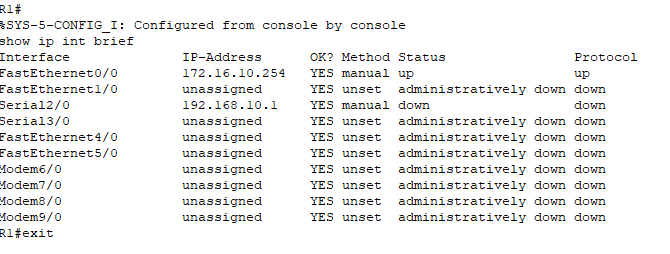 R1#
%SYS-5-CONFIG_I: Configured from console by console
show ip int brief
Interface              IP-Address      OK? Method Status                Protocol
FastEthernet0/0        172.16.10.254   YES manual up                    up
FastEthernet1/0        unassigned      YES unset  administratively down down
Serial2/0              192.168.10.1    YES manual down                  down
Serial3/0              unassigned      YES unset  administratively down down
FastEthernet4/0        unassigned      YES unset  administratively down down
FastEthernet5/0        unassigned      YES unset  administratively down down
Modem6/0               unassigned      YES unset  administratively down down
Modem7/0               unassigned      YES unset  administratively down down
Modem8/0               unassigned      YES unset  administratively down down
Modem9/0               unassigned      YES unset  administratively down down
R1#exit